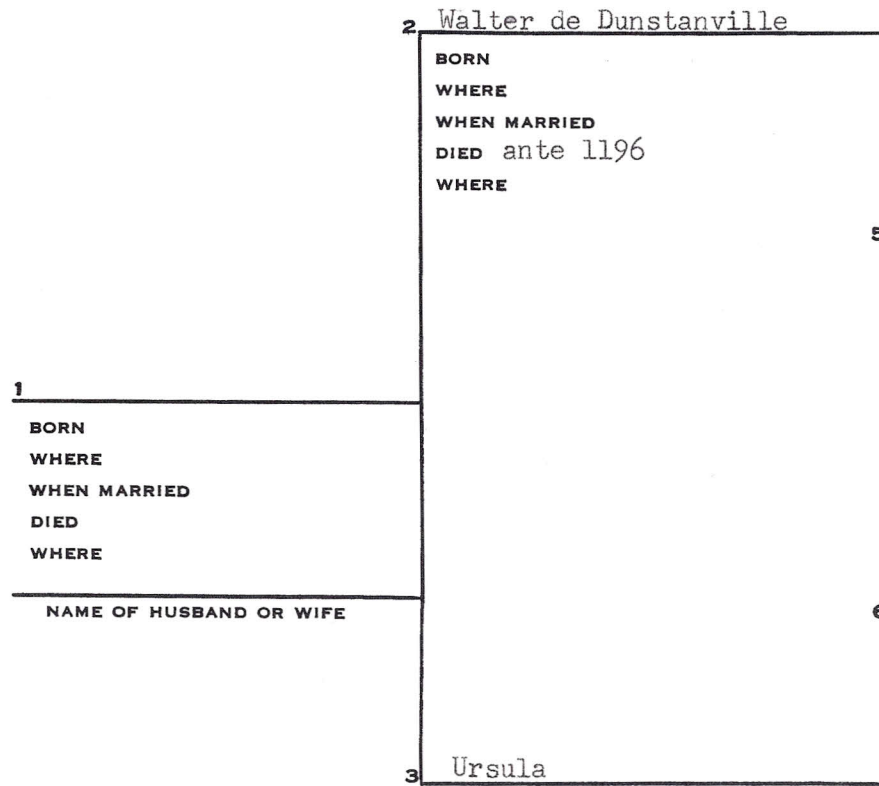 2 Walter de Dunstanville
BORN
WHERE
WHEN MARRIED
DIED ante 1196
WHERE
5
1
BORN
WHERE
WHEN MARRIED
DIED
WHERE
NAME OF HUSBAND OR WIFE
6
3 Ursula